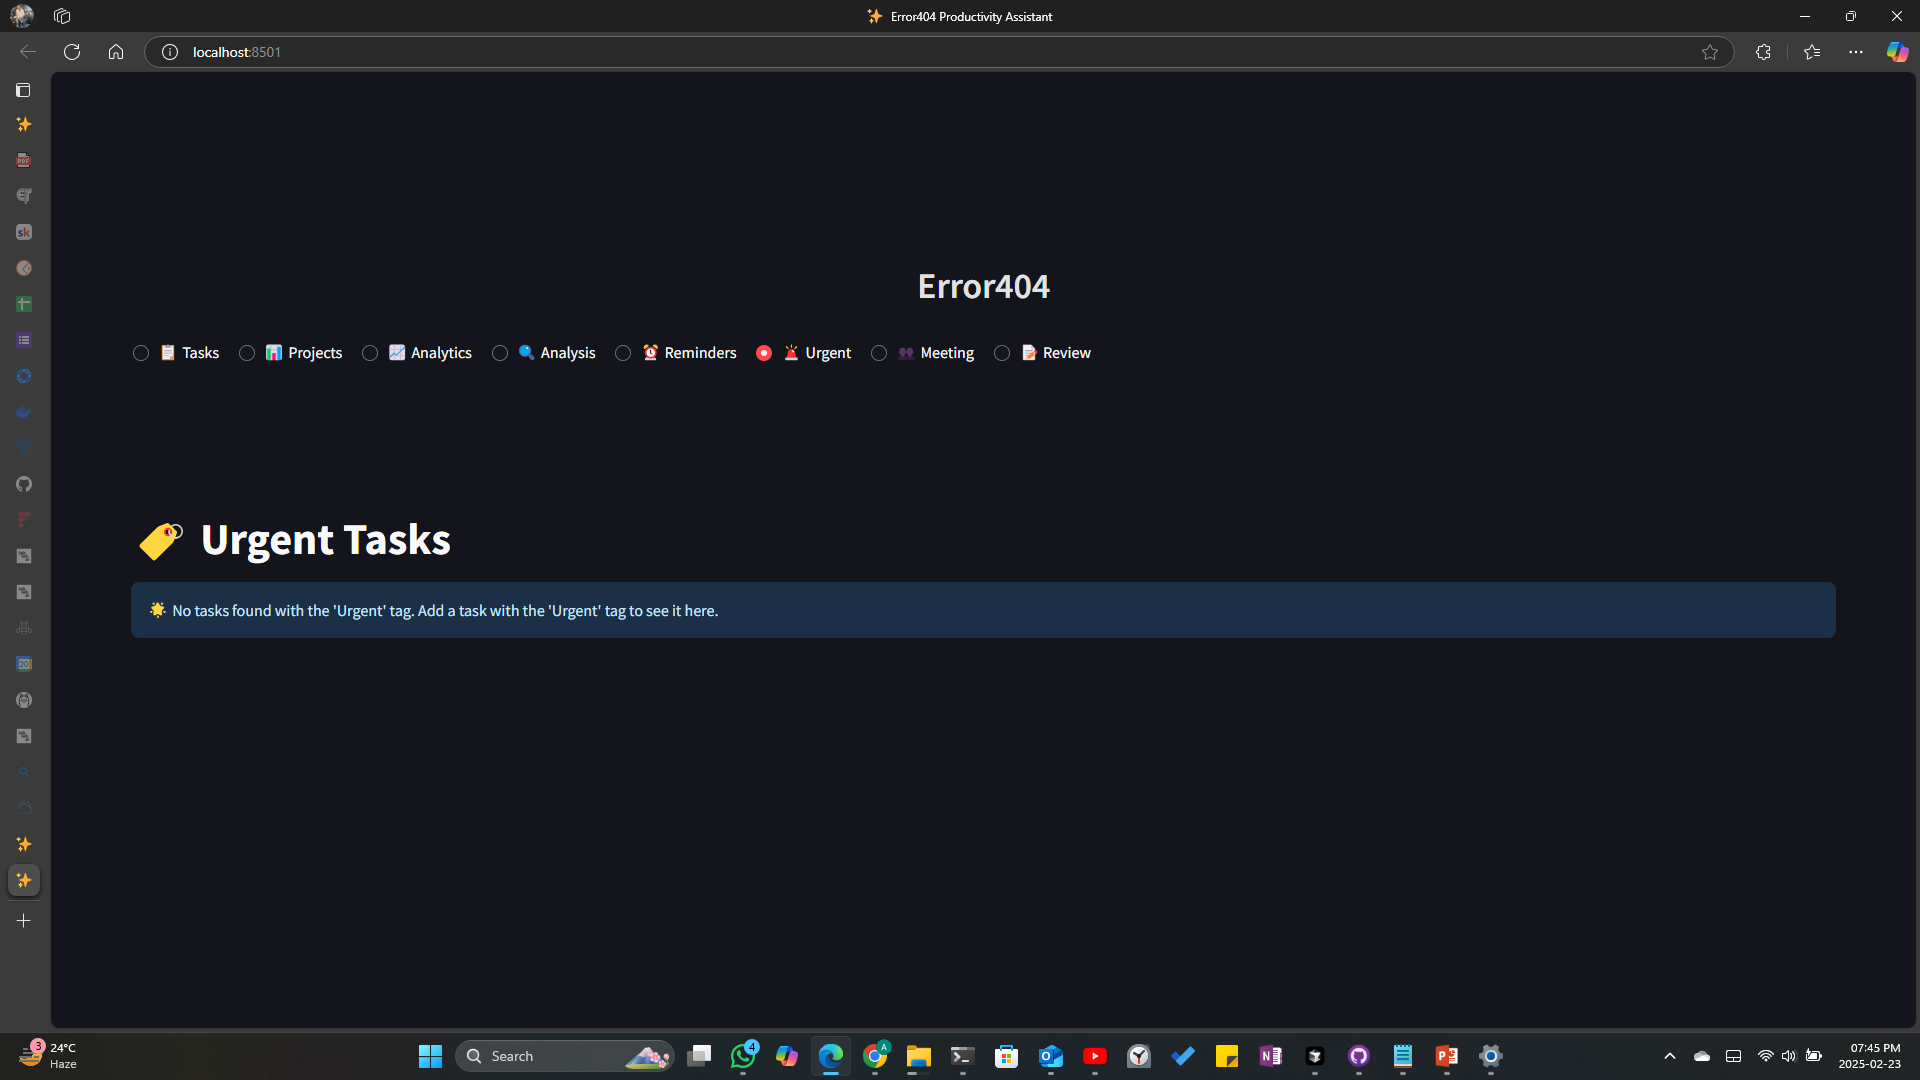 Error404 Productivity Assistant
localhost:8501
Error404
Tasks Projects Analytics Analysis Reminders Urgent Meeting Review
Urgent Tasks
No tasks found with the 'Urgent' tag. Add a task with the 'Urgent' tag to see it here.
3
24°C
Haze
Search
4
A
07:45 PM
2025-02-23